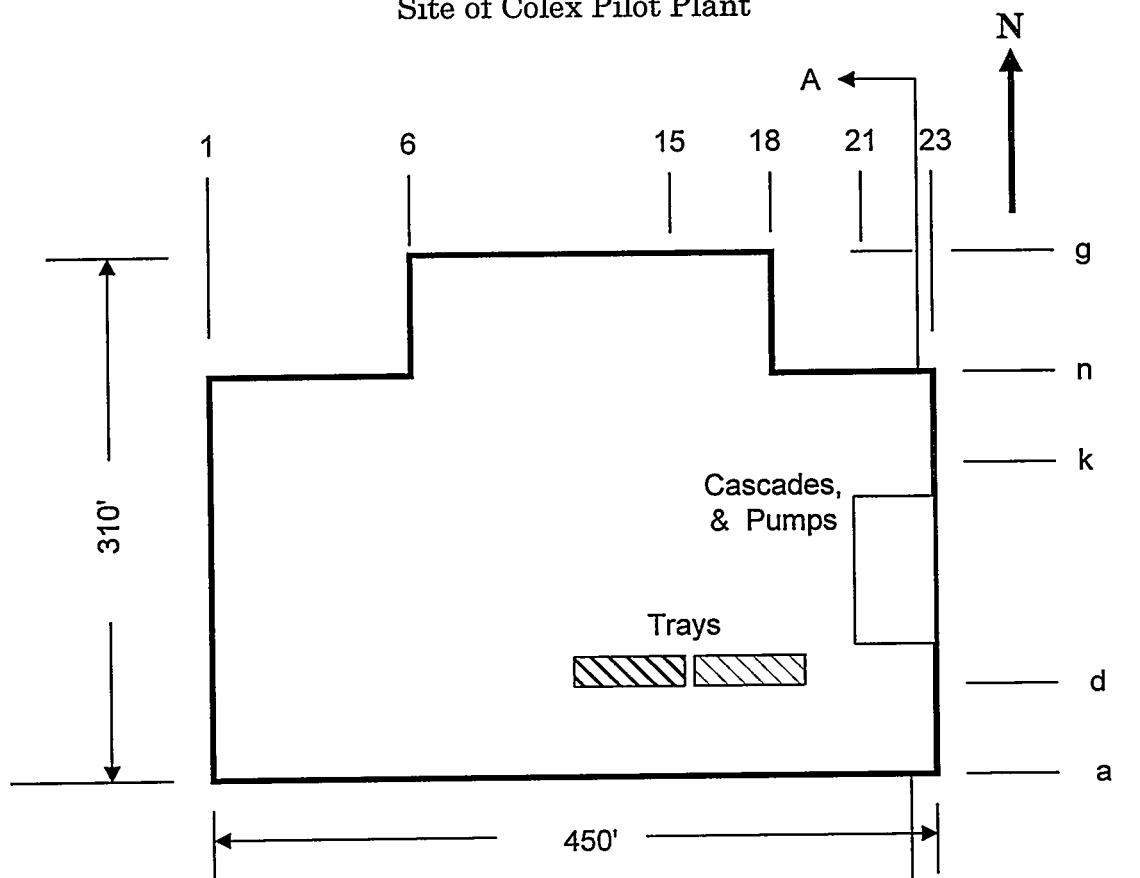 Site of Colex Pilot Plant
N
A
1 6 15 18 21 23
g
n
k
Cascades,
& Pumps
310'
Trays
d
a
450'